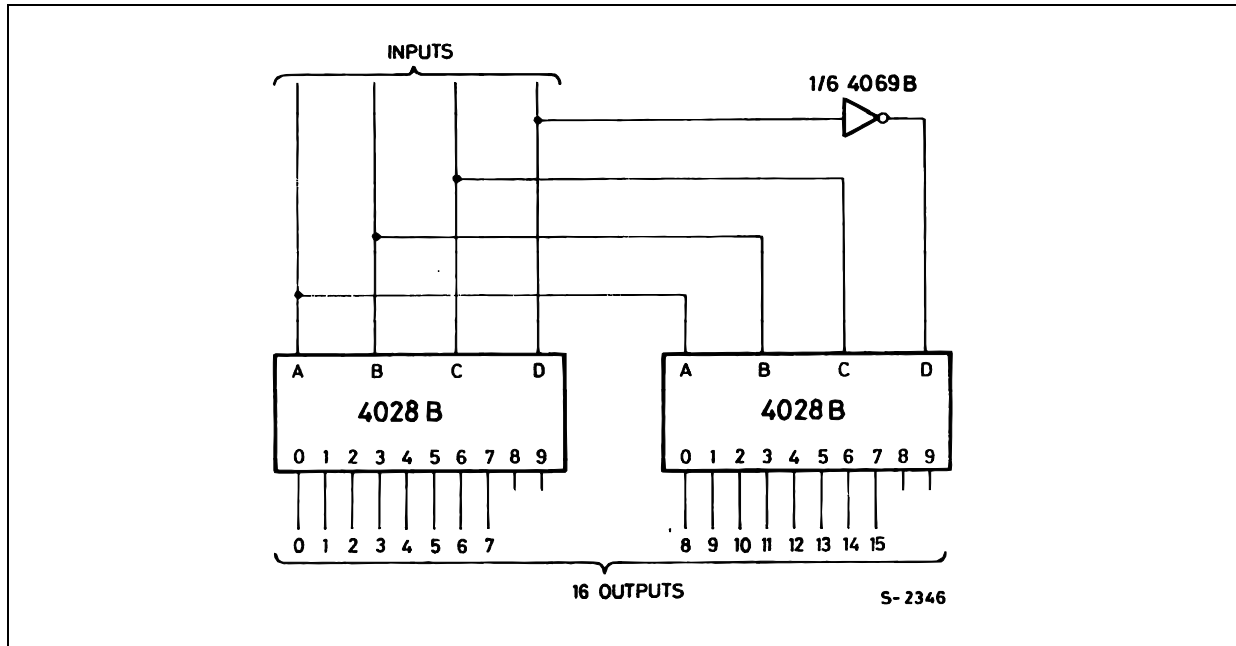 INPUTS
1/6 4069B
A B C D A B C D
4028B 4028B
0 1 2 3 4 5 6 7 8 9 0 1 2 3 4 5 6 7 8 9
0 1 2 3 4 5 6 7 8 9 10 11 12 13 14 15
16 OUTPUTS
S-2346